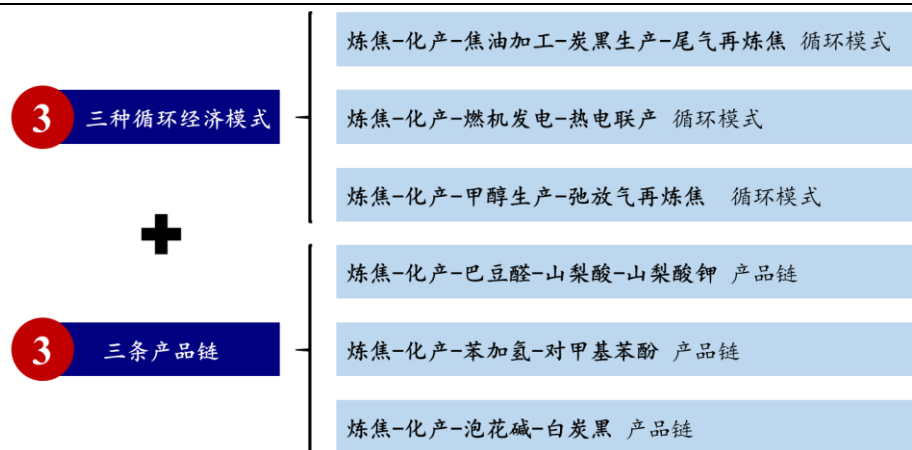 3 三种循环经济模式
炼焦-化产-焦油加工-炭黑生产-尾气再炼焦 循环模式
炼焦-化产-燃机发电-热电联产 循环模式
炼焦-化产-甲醇生产-弛放气再炼焦 循环模式
3 三条产品链
炼焦-化产-巴豆醛-山梨酸-山梨酸钾 产品链
炼焦-化产-苯加氢-对甲基苯酚 产品链
炼焦-化产-泡花碱-白炭黑 产品链